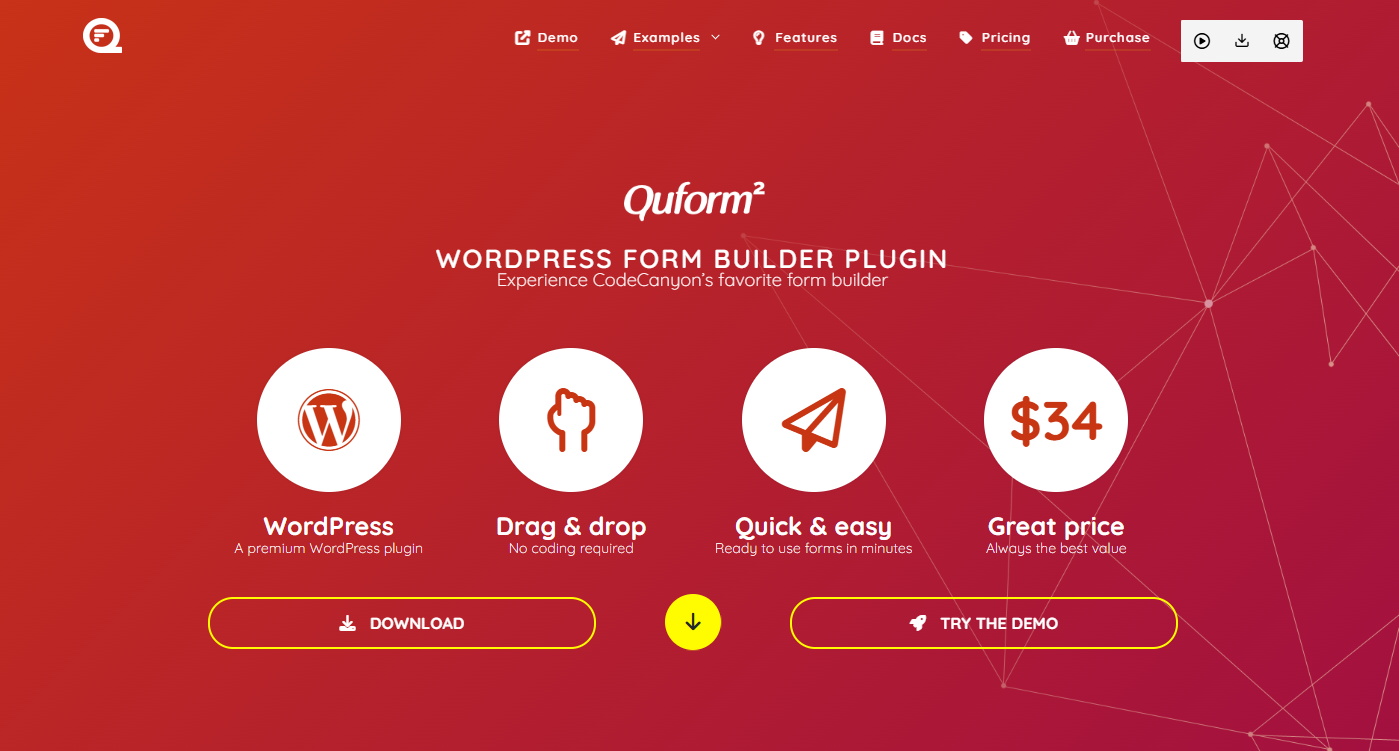 Demo Examples Features Docs Pricing Purchase
Quform²
WORDPRESS FORM BUILDER PLUGIN
Experience CodeCanyon's favorite form builder
$34
WordPress Drag & drop Quick & easy Great price
A premium WordPress plugin No coding required Ready to use forms in minutes Always the best value
DOWNLOAD TRY THE DEMO